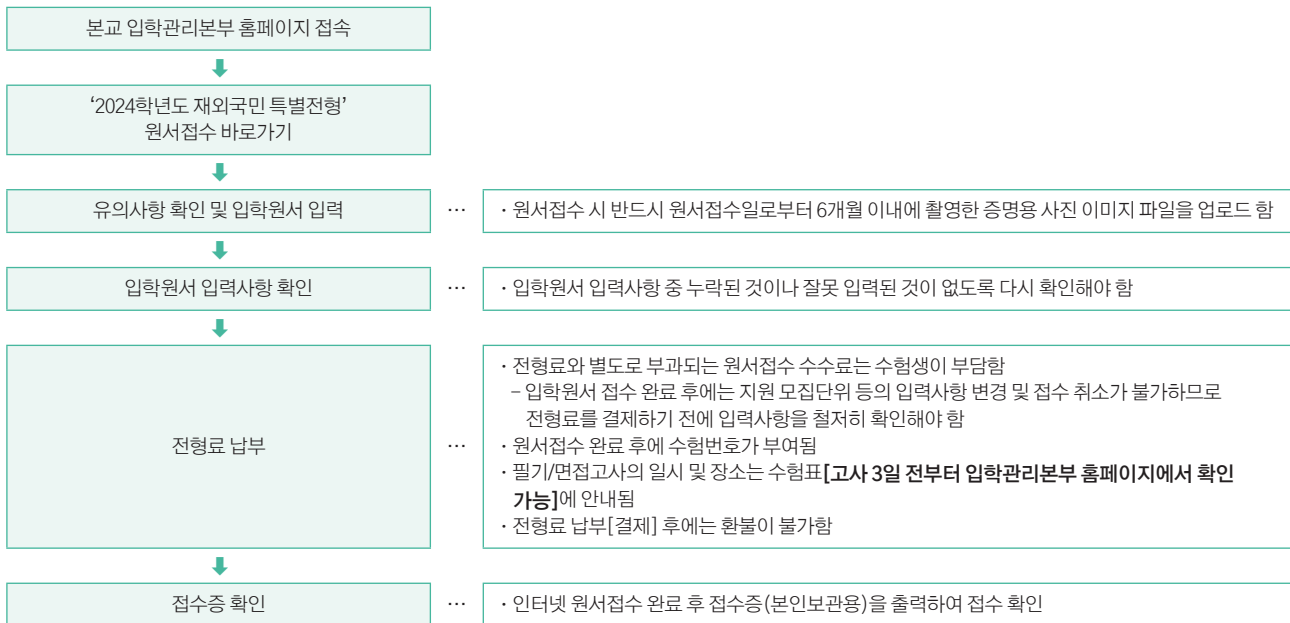 본교 입학관리본부 홈페이지 접속
‘2024학년도 재외국민 특별전형’
원서접수 바로가기
유의사항 확인 및 입학원서 입력
…
· 원서접수 시 반드시 원서접수일로부터 6개월 이내에 촬영한 증명용 사진 이미지 파일을 업로드 함
입학원서 입력사항 확인
…
· 입학원서 입력사항 중 누락된 것이나 잘못 입력된 것이 없도록 다시 확인해야 함
전형료 납부
…
· 전형료와 별도로 부과되는 원서접수 수수료는 수험생이 부담함
– 입학원서 접수 완료 후에는 지원 모집단위 등의 입력사항 변경 및 접수 취소가 불가하므로
전형료를 결제하기 전에 입력사항을 철저히 확인해야 함
· 원서접수 완료 후에 수험번호가 부여됨
· 필기/면접고사의 일시 및 장소는 수험표[고사 3일 전부터 입학관리본부 홈페이지에서 확인
가능]에 안내됨
· 전형료 납부[결제] 후에는 환불이 불가함
접수증 확인
…
· 인터넷 원서접수 완료 후 접수증(본인보관용)을 출력하여 접수 확인